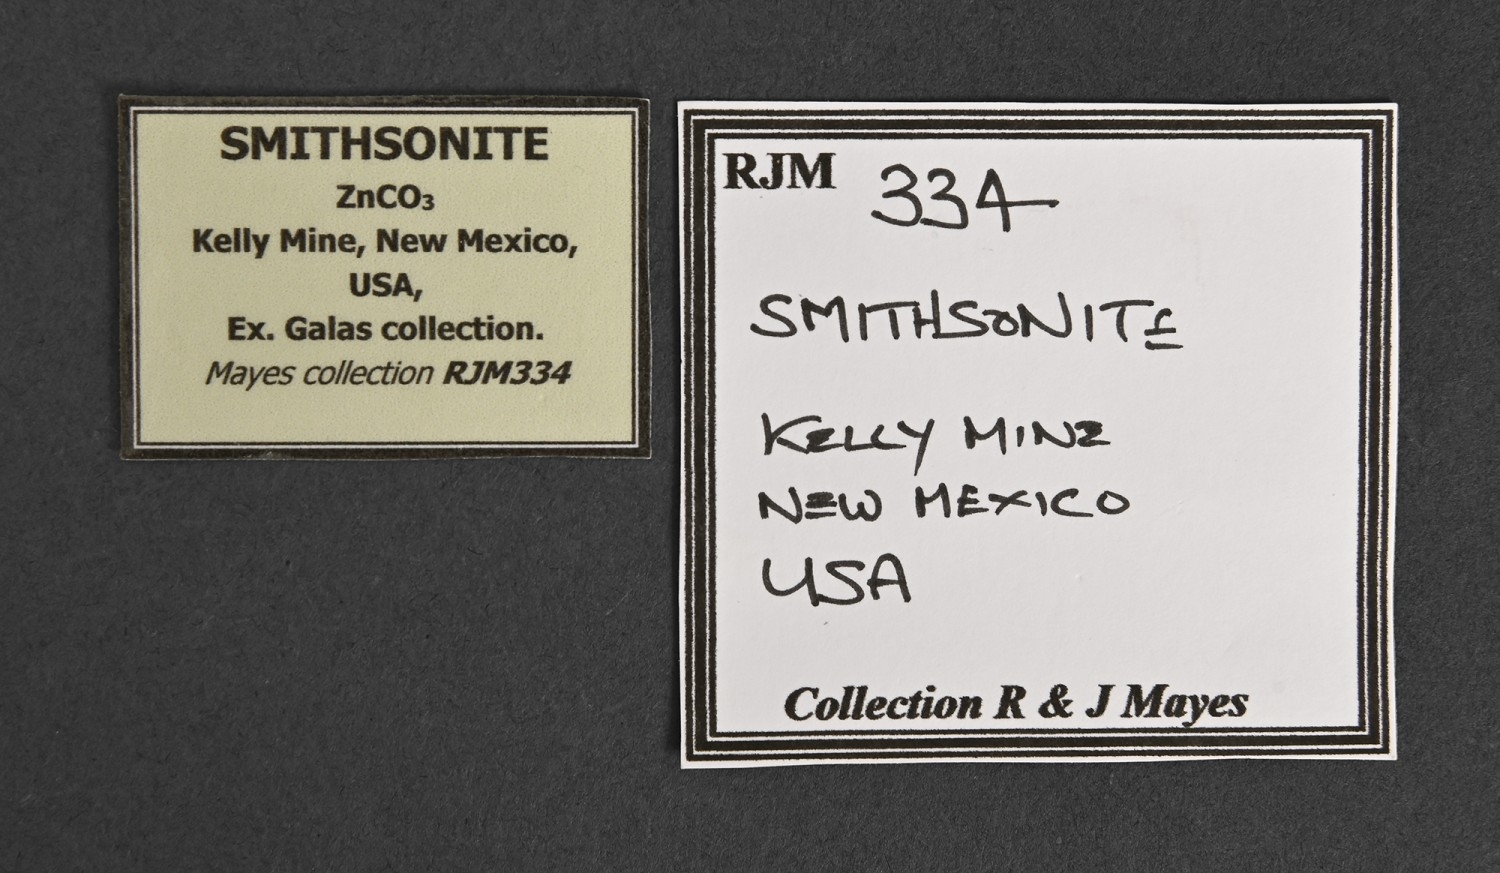 SMITHSONITE
ZnCO₃
Kelly Mine, New Mexico,
USA,
Ex. Galas collection.
Mayes collection RJM334
RJM 334
SMITHSONITE
KELLY MINE
NEW MEXICO
USA
Collection R & J Mayes